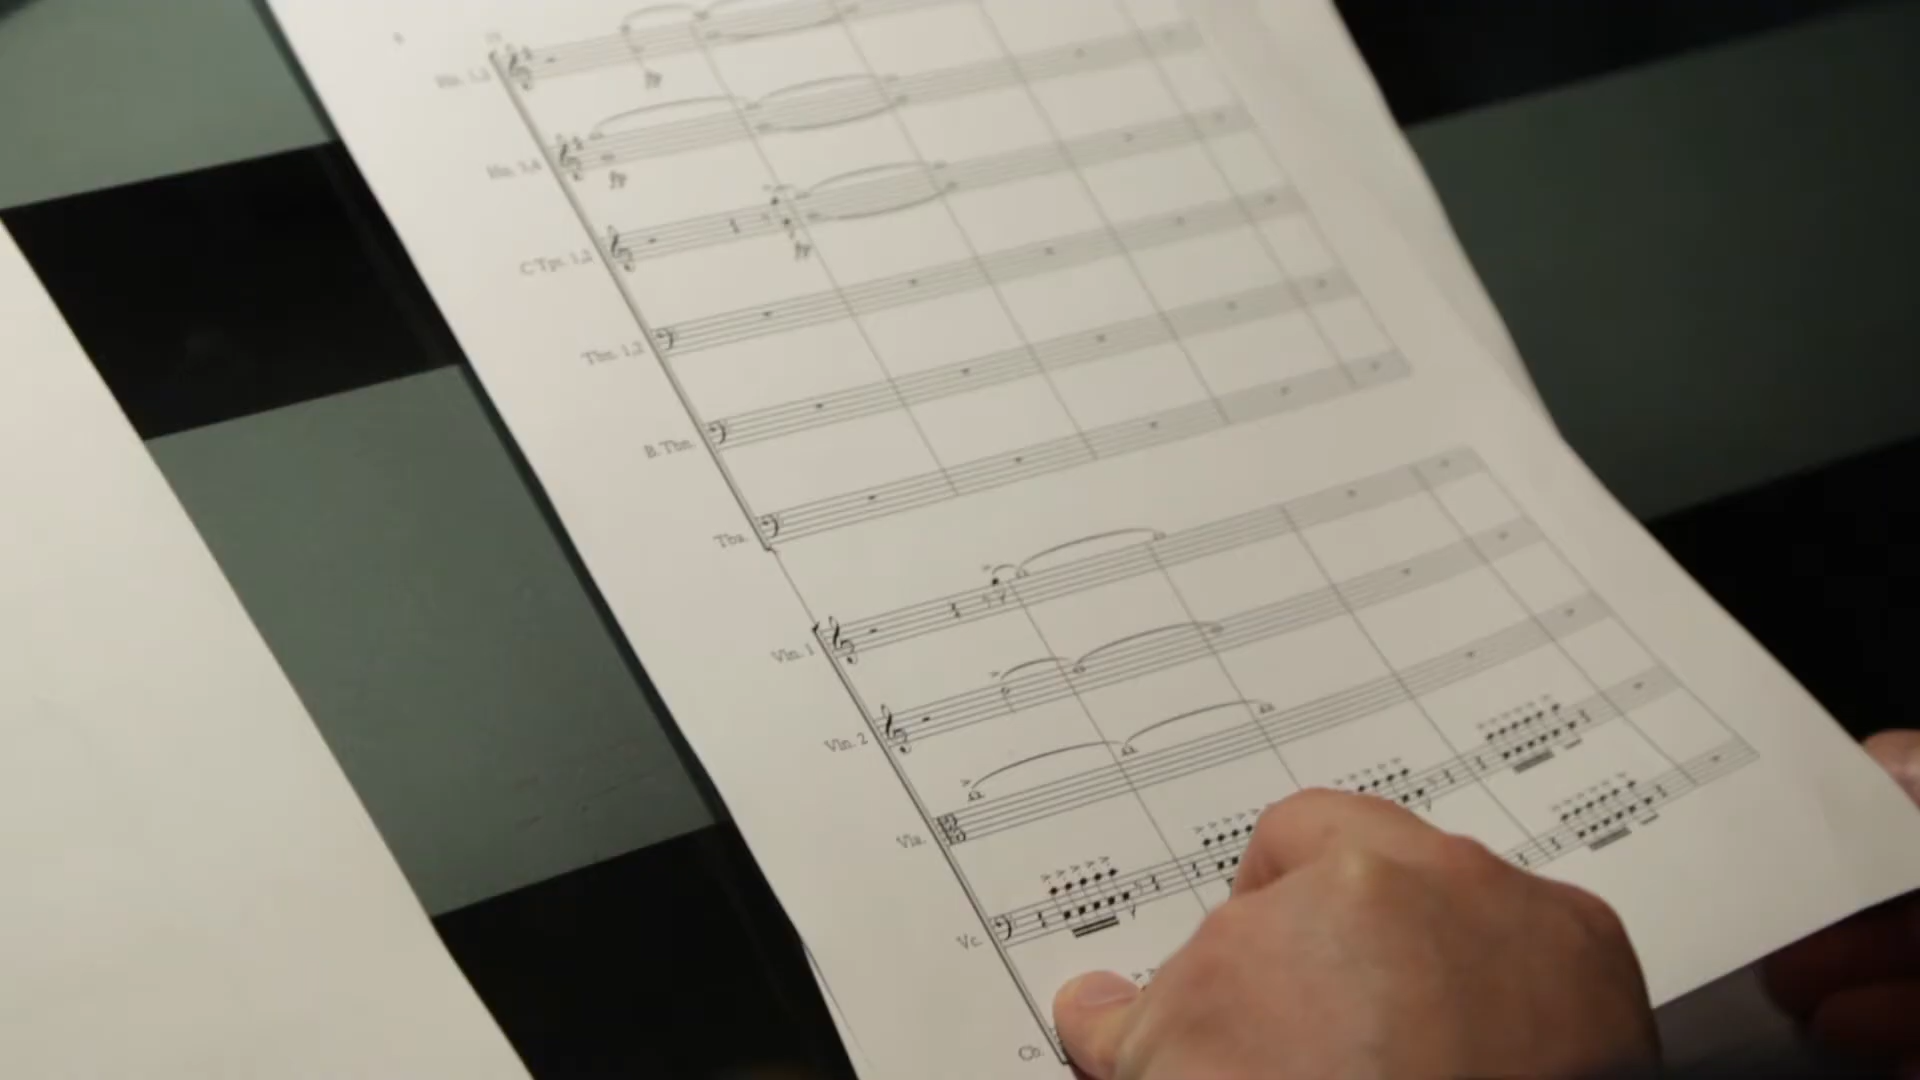 Hn. 1,2
Hn. 3,4
C Tpt. 1,2
Tbn. 1,2
B. Tbn.
Tba.
Vln. 1
Vln. 2
Vla.
Vc.
Cb.